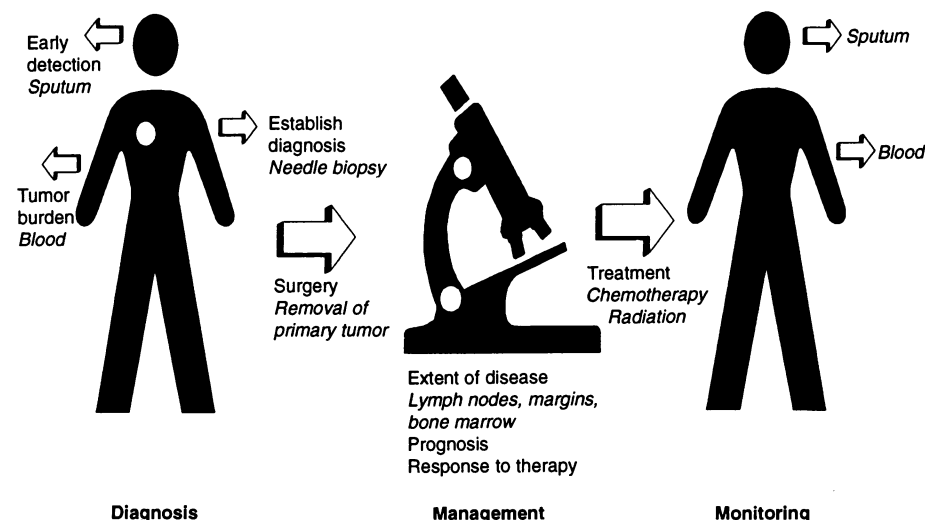 Early
detection
Sputum
Establish
diagnosis
Needle biopsy
Tumor
burden
Blood
Surgery
Removal of
primary tumor
Extent of disease
Lymph nodes, margins,
bone marrow
Prognosis
Response to therapy
Treatment
Chemotherapy
Radiation
Sputum
Blood
Diagnosis
Management
Monitoring